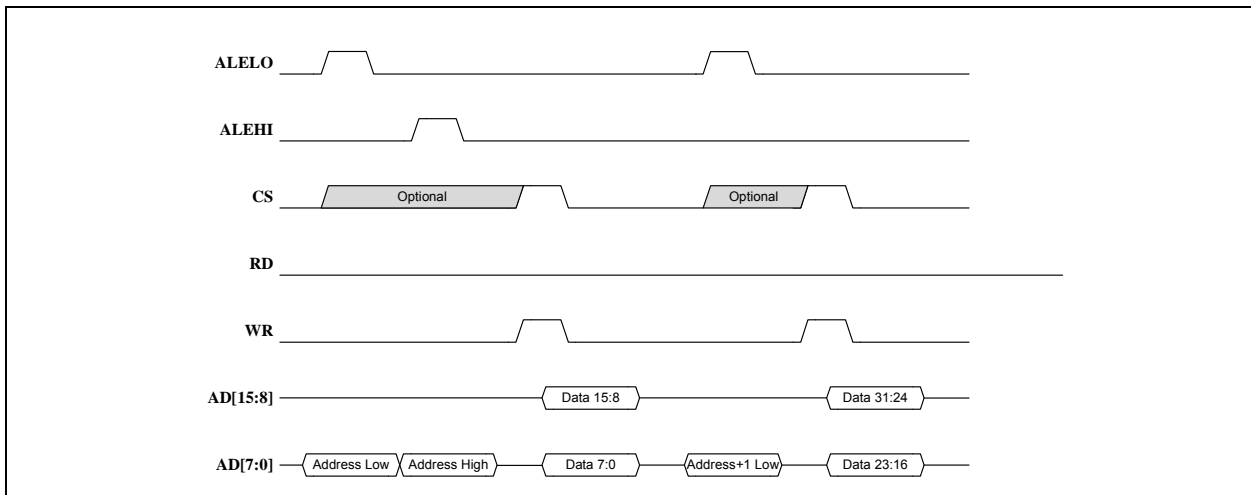 ALELO
ALEHI
CS
Optional
Optional
RD
WR
AD[15:8]
Data 15:8
Data 31:24
AD[7:0]
Address Low
Address High
Data 7:0
Address+1 Low
Data 23:16